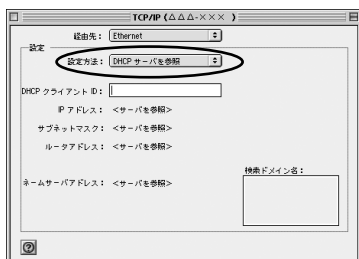 TCP/IP (△△△-××× )
経由先： Ethernet
設定
設定方法： DHCP サーバを参照
DHCP クライアント ID：
IP アドレス： <サーバを参照>
サブネットマスク： <サーバを参照>
ルータアドレス： <サーバを参照>
ネームサーバアドレス： <サーバを参照>
検索ドメイン名：
?